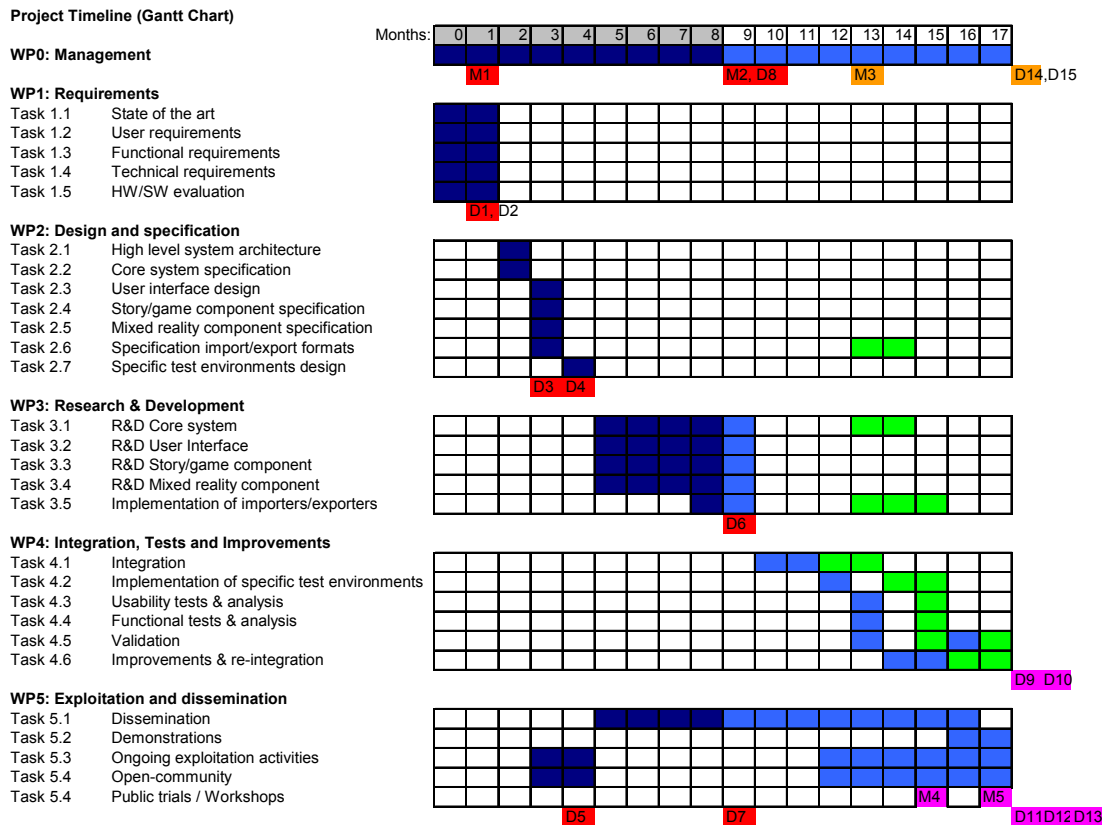 Project Timeline (Gantt Chart)
Months: 0 1 2 3 4 5 6 7 8 9 10 11 12 13 14 15 16 17
WP0: Management
M1 M2, D8 M3 D14,D15
WP1: Requirements
Task 1.1 State of the art
Task 1.2 User requirements
Task 1.3 Functional requirements
Task 1.4 Technical requirements
Task 1.5 HW/SW evaluation
D1, D2
WP2: Design and specification
Task 2.1 High level system architecture
Task 2.2 Core system specification
Task 2.3 User interface design
Task 2.4 Story/game component specification
Task 2.5 Mixed reality component specification
Task 2.6 Specification import/export formats
Task 2.7 Specific test environments design
D3 D4
WP3: Research & Development
Task 3.1 R&D Core system
Task 3.2 R&D User Interface
Task 3.3 R&D Story/game component
Task 3.4 R&D Mixed reality component
Task 3.5 Implementation of importers/exporters
D6
WP4: Integration, Tests and Improvements
Task 4.1 Integration
Task 4.2 Implementation of specific test environments
Task 4.3 Usability tests & analysis
Task 4.4 Functional tests & analysis
Task 4.5 Validation
Task 4.6 Improvements & re-integration
D9 D10
WP5: Exploitation and dissemination
Task 5.1 Dissemination
Task 5.2 Demonstrations
Task 5.3 Ongoing exploitation activities
Task 5.4 Open-community
Task 5.4 Public trials / Workshops M4 M5
D5 D7 D11 D12 D13